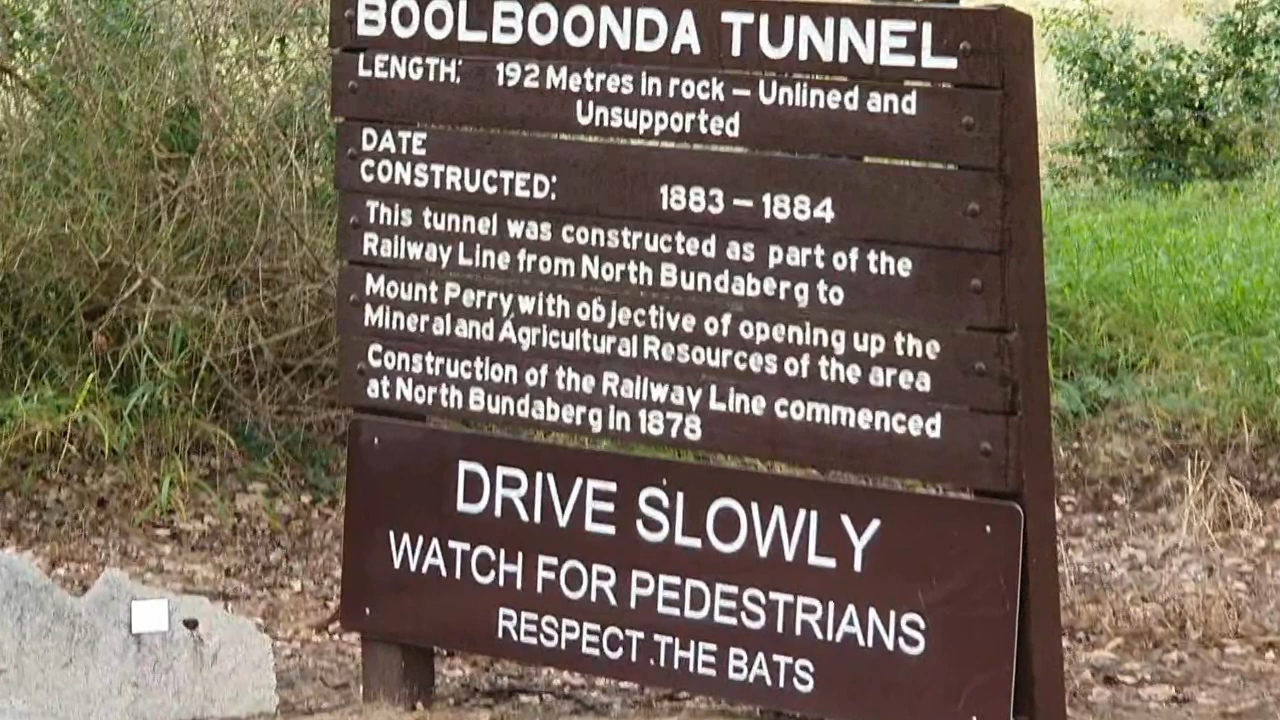 BOOLBOONDA TUNNEL
LENGTH: 192 Metres in rock – Unlined and
Unsupported
DATE
CONSTRUCTED: 1883 – 1884
This tunnel was constructed as part of the
Railway Line from North Bundaberg to
Mount Perry with objective of opening up the
Mineral and Agricultural Resources of the area
Construction of the Railway Line commenced
at North Bundaberg in 1878
DRIVE SLOWLY
WATCH FOR PEDESTRIANS
RESPECT THE BATS